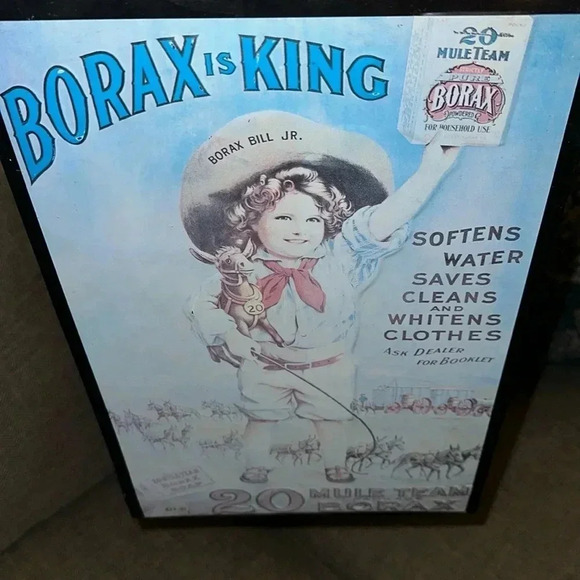 BORAX IS KING
20
MULE TEAM
PURE
BORAX
POWDERED
FOR HOUSEHOLD USE
BORAX BILL JR.
20
SOFTENS
WATER
SAVES
CLEANS
AND
WHITENS
CLOTHES
ASK DEALER
FOR BOOKLET
20 MULE TEAM
BORAX